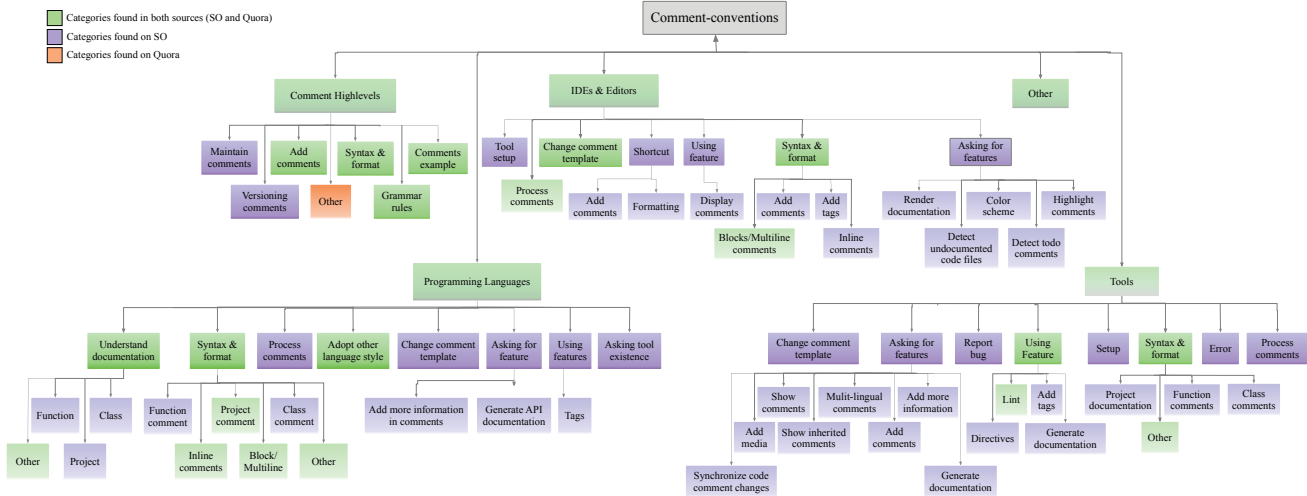 Categories found in both sources (SO and Quora)
Categories found on SO
Categories found on Quora
Comment-conventions
Comment Highlevels
IDEs & Editors
Other
Maintain
comments
Add
comments
Syntax &
format
Comments
example
Versioning
comments
Other
Grammar
rules
Tool
setup
Change comment
template
Shortcut
Using
feature
Syntax &
format
Asking for
features
Process
comments
Add
comments
Formatting
Display
comments
Add
comments
Add
tags
Blocks/Multiline
comments
Inline
comments
Render
documentation
Color
scheme
Highlight
comments
Detect
undocumented
code files
Detect todo
comments
Programming Languages
Tools
Understand
documentation
Syntax &
format
Process
comments
Adopt other
language style
Change comment
template
Asking for
feature
Using
features
Asking tool
existence
Function
Class
Other
Project
Function
comment
Project
comment
Class
comment
Inline
comments
Block/
Multiline
Other
Add more information
in comments
Generate API
documentation
Tags
Change comment
template
Asking for
features
Report
bug
Using
Feature
Setup
Syntax &
format
Error
Process
comments
Show
comments
Mulit-lingual
comments
Add more
information
Add
media
Show inherited
comments
Add
comments
Synchronize code
comment changes
Generate
documentation
Lint
Add
tags
Directives
Generate
documentation
Project
documentation
Function
comments
Class
comments
Other